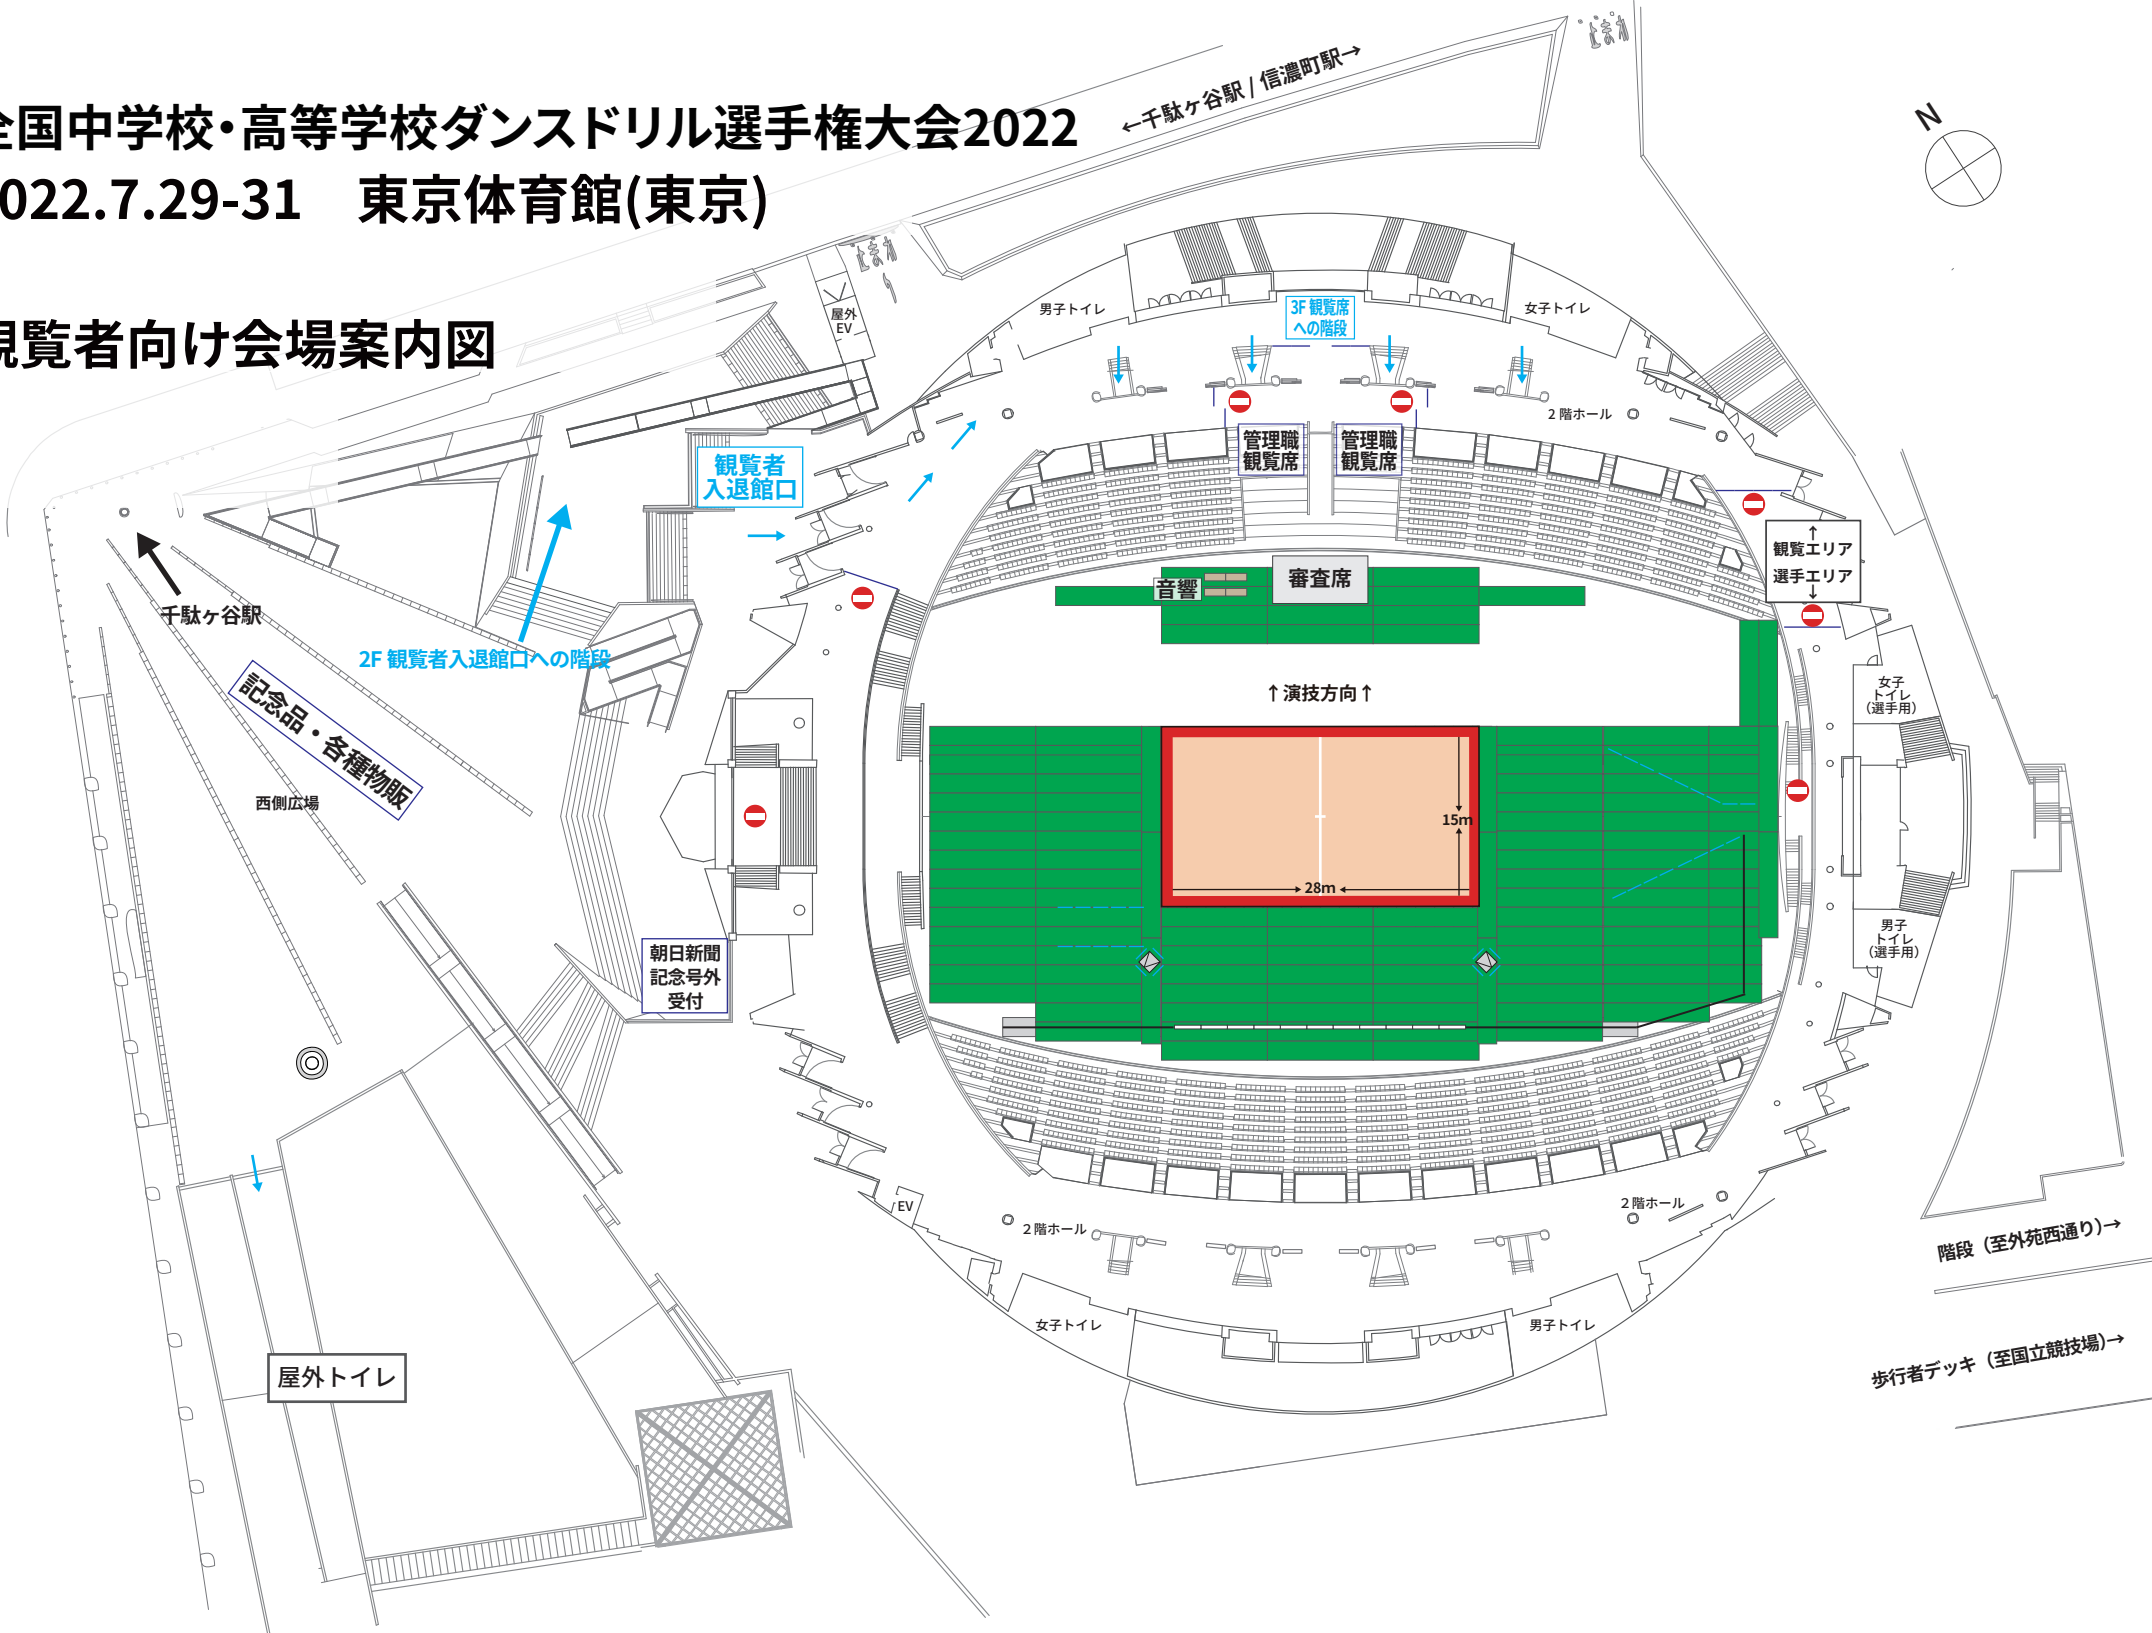 全国中学校・高等学校ダンスドリル選手権大会2022
2022.7.29-31　東京体育館(東京)
観覧者向け会場案内図
←千駄ヶ谷駅 / 信濃町駅→
N
屋外
EV
男子トイレ
3F 観覧席
への階段
女子トイレ
2 階ホール
観覧者
入退館口
管理職
観覧席
管理職
観覧席
↑
観覧エリア
選手エリア
↓
音響
審査席
千駄ヶ谷駅
2F 観覧者入退館口への階段
↑演技方向↑
記念品・各種物販
西側広場
15m
28m
女子
トイレ
（選手用）
男子
トイレ
（選手用）
朝日新聞
記念号外
受付
EV
2 階ホール
2 階ホール
女子トイレ
男子トイレ
屋外トイレ
階段（至外苑西通り）→
歩行者デッキ（至国立競技場）→